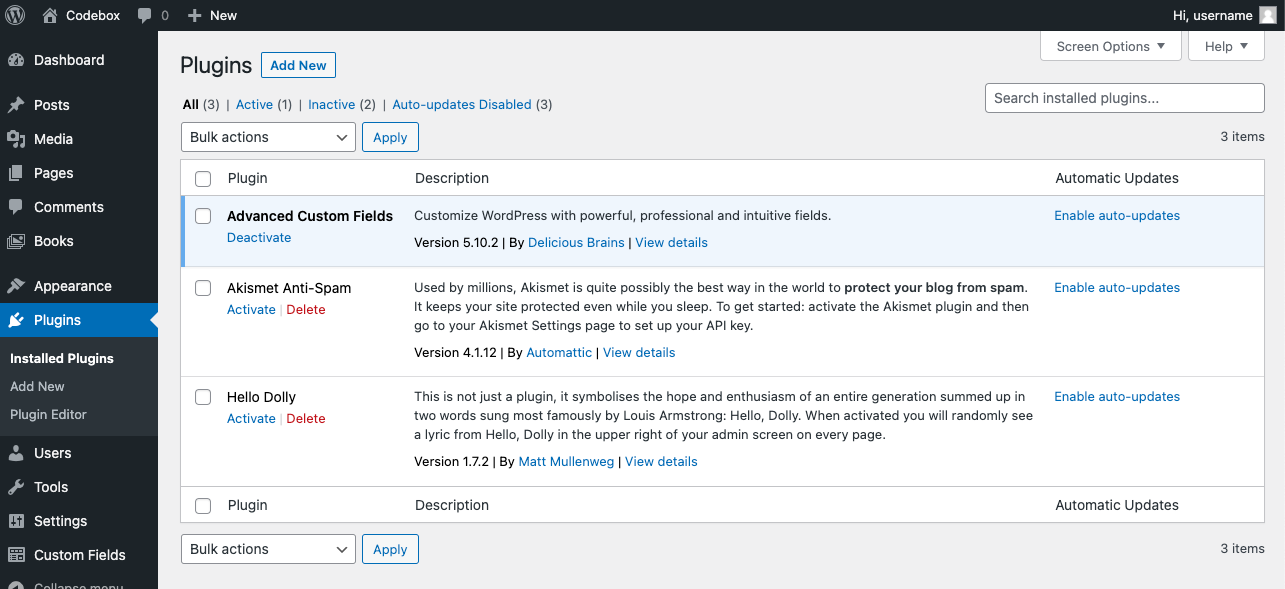 Codebox 0 New Hi, username
Dashboard
Posts
Media
Pages
Comments
Books
Appearance
Plugins
Installed Plugins
Add New
Plugin Editor
Users
Tools
Settings
Custom Fields
Collapse menu
Screen Options Help
Plugins Add New
All (3) | Active (1) | Inactive (2) | Auto-updates Disabled (3)
Search installed plugins...
Bulk actions Apply 3 items
Plugin Description Automatic Updates
Advanced Custom Fields
Deactivate
Customize WordPress with powerful, professional and intuitive fields.
Version 5.10.2 | By Delicious Brains | View details
Enable auto-updates
Akismet Anti-Spam
Activate | Delete
Used by millions, Akismet is quite possibly the best way in the world to protect your blog from spam.
It keeps your site protected even while you sleep. To get started: activate the Akismet plugin and then
go to your Akismet Settings page to set up your API key.
Version 4.1.12 | By Automattic | View details
Enable auto-updates
Hello Dolly
Activate | Delete
This is not just a plugin, it symbolises the hope and enthusiasm of an entire generation summed up in
two words sung most famously by Louis Armstrong: Hello, Dolly. When activated you will randomly see
a lyric from Hello, Dolly in the upper right of your admin screen on every page.
Version 1.7.2 | By Matt Mullenweg | View details
Enable auto-updates
Plugin Description Automatic Updates
Bulk actions Apply 3 items